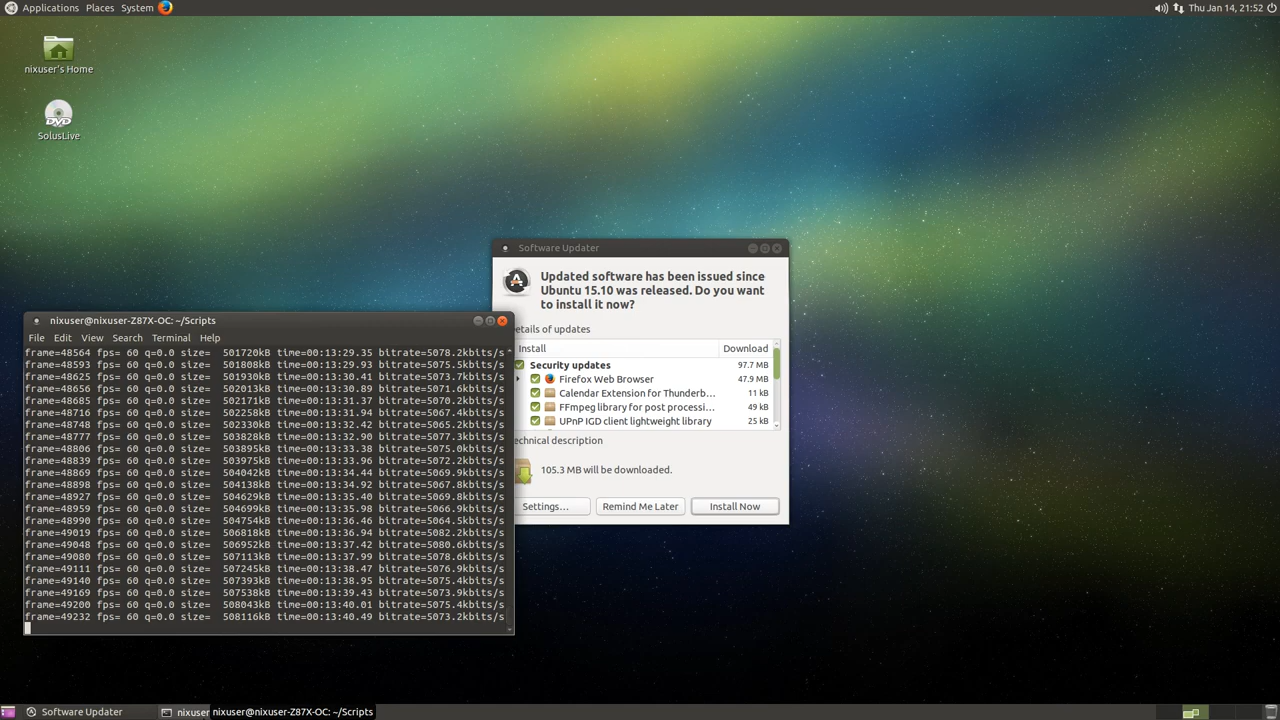 Applications Places System
Thu Jan 14, 21:52
nixuser's Home
SolusLive
Software Updater
Updated software has been issued since
Ubuntu 15.10 was released. Do you want
to install it now?
etails of updates
Install Download
Security updates 97.7 MB
Firefox Web Browser 47.9 MB
Calendar Extension for Thunderb... 11 kB
FFmpeg library for post processi... 49 kB
UPnP IGD client lightweight library 25 kB
echnical description
105.3 MB will be downloaded.
Settings... Remind Me Later Install Now
nixuser@nixuser-Z87X-OC: ~/Scripts
File Edit View Search Terminal Help
frame=48564 fps= 60 q=0.0 size=  501720kB time=00:13:29.35 bitrate=5078.2kbits/s
frame=48593 fps= 60 q=0.0 size=  501808kB time=00:13:29.93 bitrate=5075.5kbits/s
frame=48625 fps= 60 q=0.0 size=  501930kB time=00:13:30.41 bitrate=5073.7kbits/s
frame=48656 fps= 60 q=0.0 size=  502013kB time=00:13:30.89 bitrate=5071.6kbits/s
frame=48685 fps= 60 q=0.0 size=  502171kB time=00:13:31.37 bitrate=5070.2kbits/s
frame=48716 fps= 60 q=0.0 size=  502258kB time=00:13:31.94 bitrate=5067.4kbits/s
frame=48748 fps= 60 q=0.0 size=  502330kB time=00:13:32.42 bitrate=5065.2kbits/s
frame=48777 fps= 60 q=0.0 size=  503828kB time=00:13:32.90 bitrate=5077.3kbits/s
frame=48806 fps= 60 q=0.0 size=  503895kB time=00:13:33.38 bitrate=5075.0kbits/s
frame=48839 fps= 60 q=0.0 size=  503975kB time=00:13:33.96 bitrate=5072.2kbits/s
frame=48869 fps= 60 q=0.0 size=  504042kB time=00:13:34.44 bitrate=5069.9kbits/s
frame=48898 fps= 60 q=0.0 size=  504138kB time=00:13:34.92 bitrate=5067.8kbits/s
frame=48927 fps= 60 q=0.0 size=  504629kB time=00:13:35.40 bitrate=5069.8kbits/s
frame=48959 fps= 60 q=0.0 size=  504699kB time=00:13:35.98 bitrate=5066.9kbits/s
frame=48990 fps= 60 q=0.0 size=  504754kB time=00:13:36.46 bitrate=5064.5kbits/s
frame=49019 fps= 60 q=0.0 size=  506818kB time=00:13:36.94 bitrate=5082.2kbits/s
frame=49048 fps= 60 q=0.0 size=  506952kB time=00:13:37.42 bitrate=5080.6kbits/s
frame=49080 fps= 60 q=0.0 size=  507113kB time=00:13:37.99 bitrate=5078.6kbits/s
frame=49111 fps= 60 q=0.0 size=  507245kB time=00:13:38.47 bitrate=5076.9kbits/s
frame=49140 fps= 60 q=0.0 size=  507393kB time=00:13:38.95 bitrate=5075.4kbits/s
frame=49169 fps= 60 q=0.0 size=  507538kB time=00:13:39.43 bitrate=5073.9kbits/s
frame=49200 fps= 60 q=0.0 size=  508043kB time=00:13:40.01 bitrate=5075.4kbits/s
frame=49232 fps= 60 q=0.0 size=  508116kB time=00:13:40.49 bitrate=5073.2kbits/s
Software Updater nixuser nixuser@nixuser-Z87X-OC: ~/Scripts